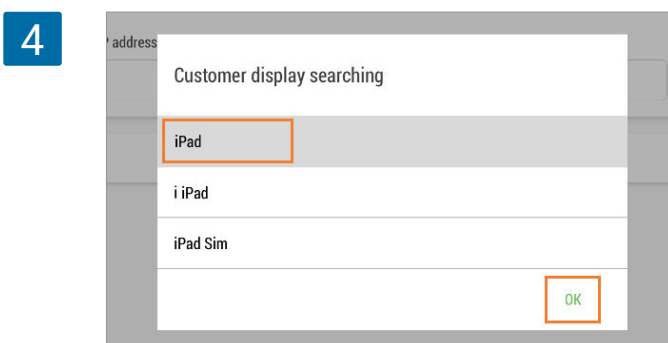 4
P address
Customer display searching
iPad
i iPad
iPad Sim
OK